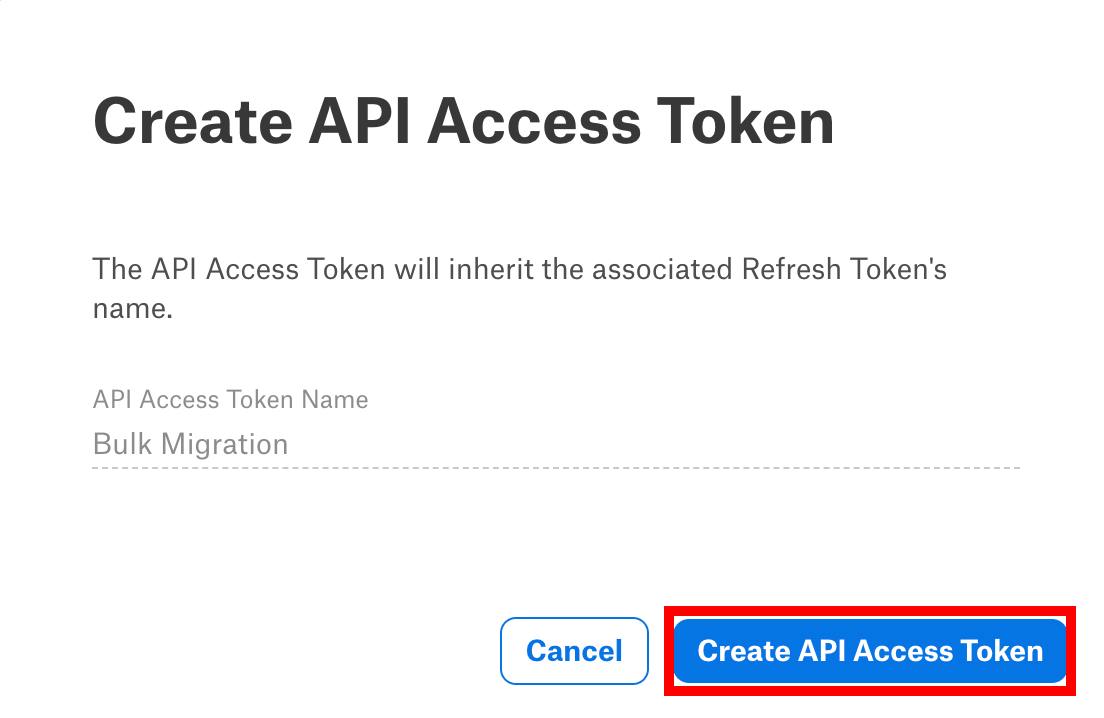 Create API Access Token
The API Access Token will inherit the associated Refresh Token's
name.
API Access Token Name
Bulk Migration
Cancel
Create API Access Token